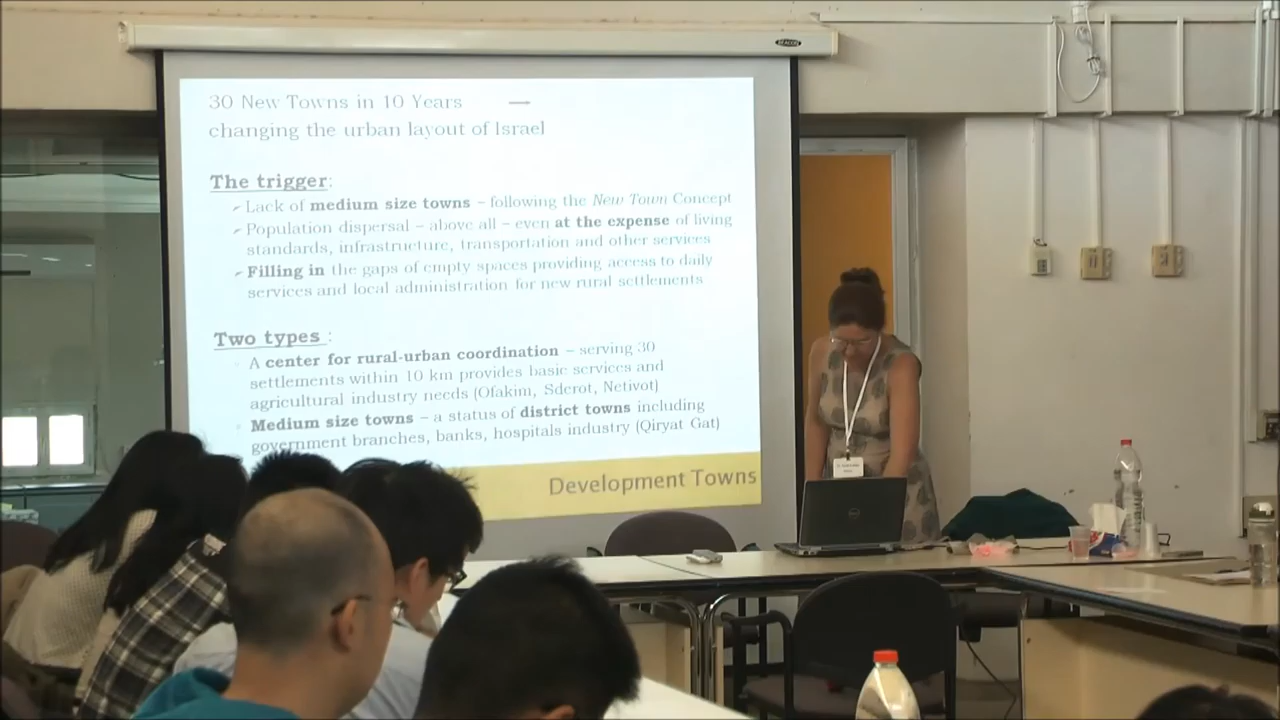 30 New Towns in 10 Years
changing the urban layout of Israel
The trigger:
Lack of medium size towns – following the New Town Concept
Population dispersal – above all – even at the expense of living
standards, infrastructure, transportation and other services
Filling in the gaps of empty spaces providing access to daily
services and local administration for new rural settlements
Two types :
A center for rural-urban coordination – serving 30
settlements within 10 km provides basic services and
agricultural industry needs (Ofakim, Sderot, Netivot)
Medium size towns – a status of district towns including
government branches, banks, hospitals industry (Qiryat Gat)
Development Towns
DELL